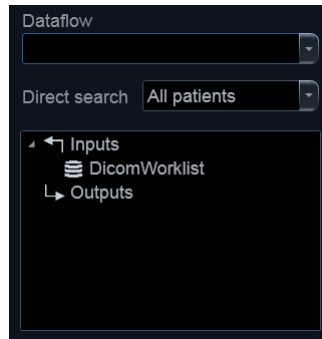 Dataflow
Direct search All patients
Inputs
DicomWorklist
Outputs